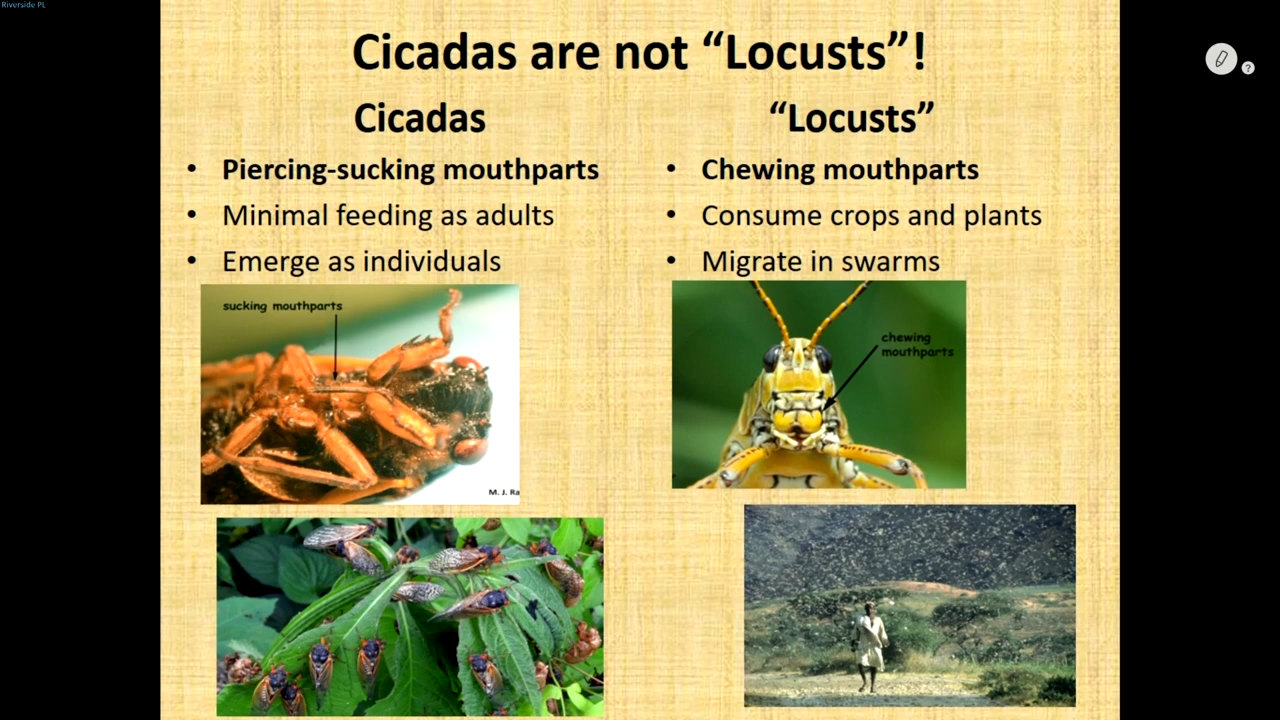 Riverside PL
Cicadas are not “Locusts”!
Cicadas
• Piercing-sucking mouthparts
• Minimal feeding as adults
• Emerge as individuals
sucking mouthparts
M. J. Ra
“Locusts”
• Chewing mouthparts
• Consume crops and plants
• Migrate in swarms
chewing
mouthparts
?